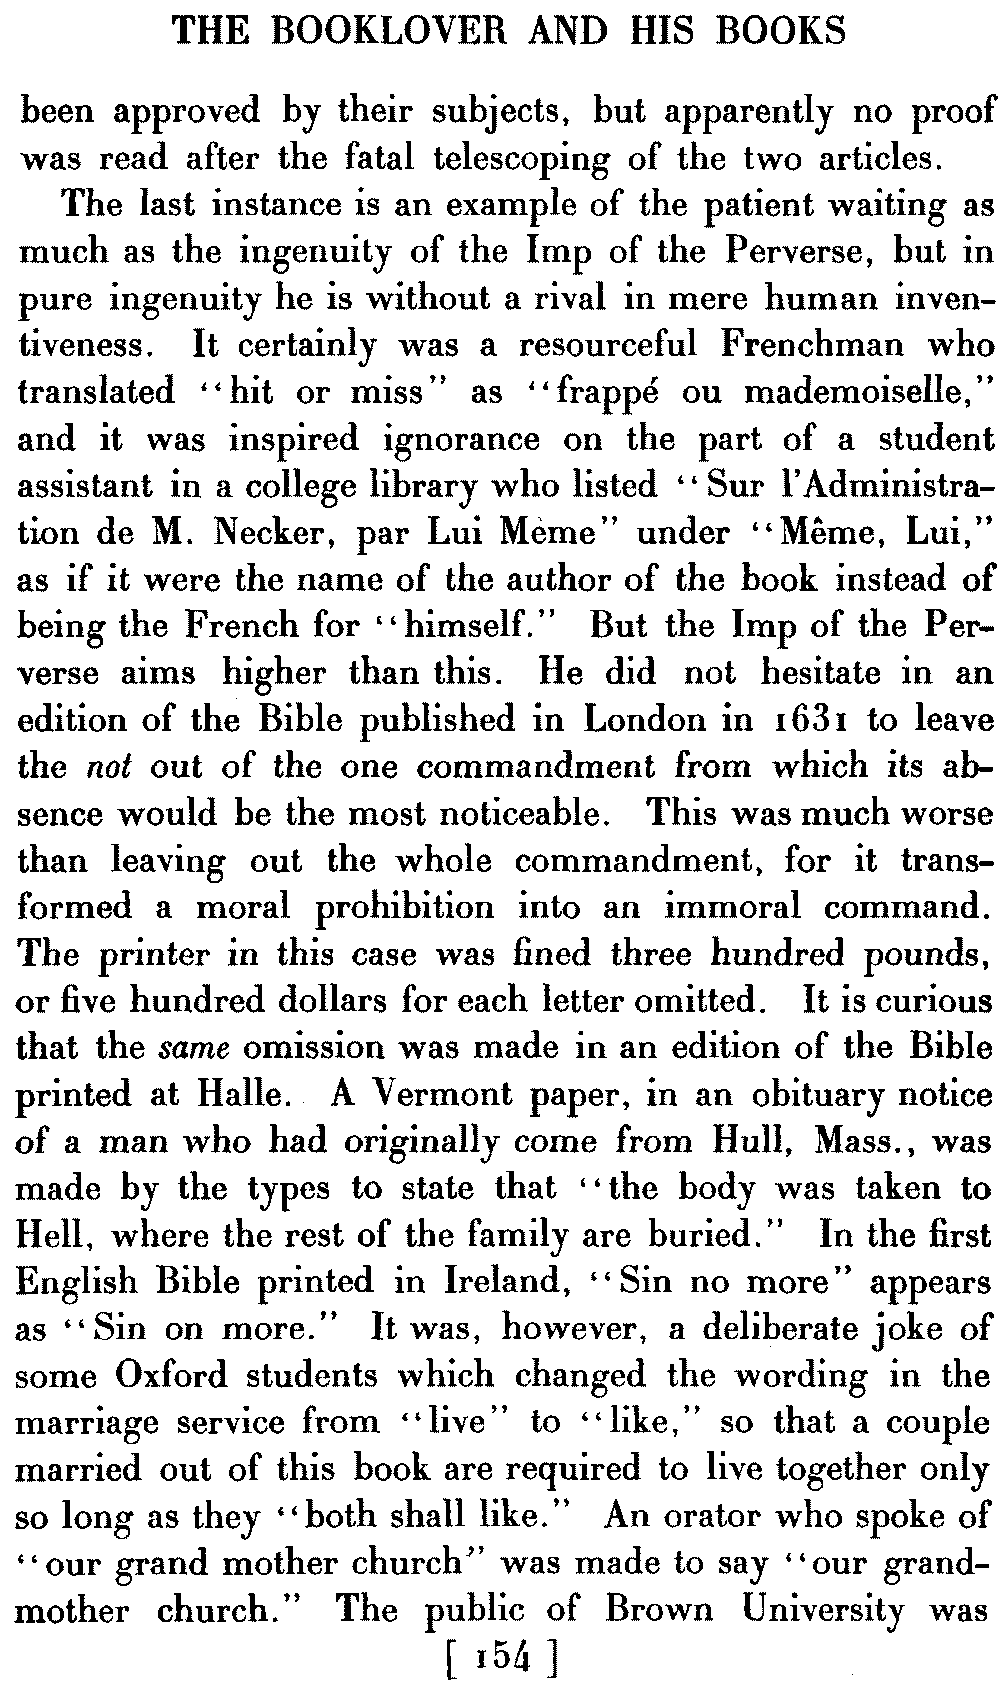 THE BOOKLOVER AND HIS BOOKS
been approved by their subjects, but apparently no proof
was read after the fatal telescoping of the two articles.
The last instance is an example of the patient waiting as
much as the ingenuity of the Imp of the Perverse, but in
pure ingenuity he is without a rival in mere human inven-
tiveness. It certainly was a resourceful Frenchman who
translated “hit or miss” as “frappé ou mademoiselle,”
and it was inspired ignorance on the part of a student
assistant in a college library who listed “Sur l'Administra-
tion de M. Necker, par Lui Mème” under “Même, Lui,”
as if it were the name of the author of the book instead of
being the French for “himself.” But the Imp of the Per-
verse aims higher than this. He did not hesitate in an
edition of the Bible published in London in 1631 to leave
the not out of the one commandment from which its ab-
sence would be the most noticeable. This was much worse
than leaving out the whole commandment, for it trans-
formed a moral prohibition into an immoral command.
The printer in this case was fined three hundred pounds,
or five hundred dollars for each letter omitted. It is curious
that the same omission was made in an edition of the Bible
printed at Halle. A Vermont paper, in an obituary notice
of a man who had originally come from Hull, Mass., was
made by the types to state that “the body was taken to
Hell, where the rest of the family are buried.” In the first
English Bible printed in Ireland, “Sin no more” appears
as “Sin on more.” It was, however, a deliberate joke of
some Oxford students which changed the wording in the
marriage service from “live” to “like,” so that a couple
married out of this book are required to live together only
so long as they “both shall like.” An orator who spoke of
“our grand mother church” was made to say “our grand-
mother church.” The public of Brown University was
[ 154 ]